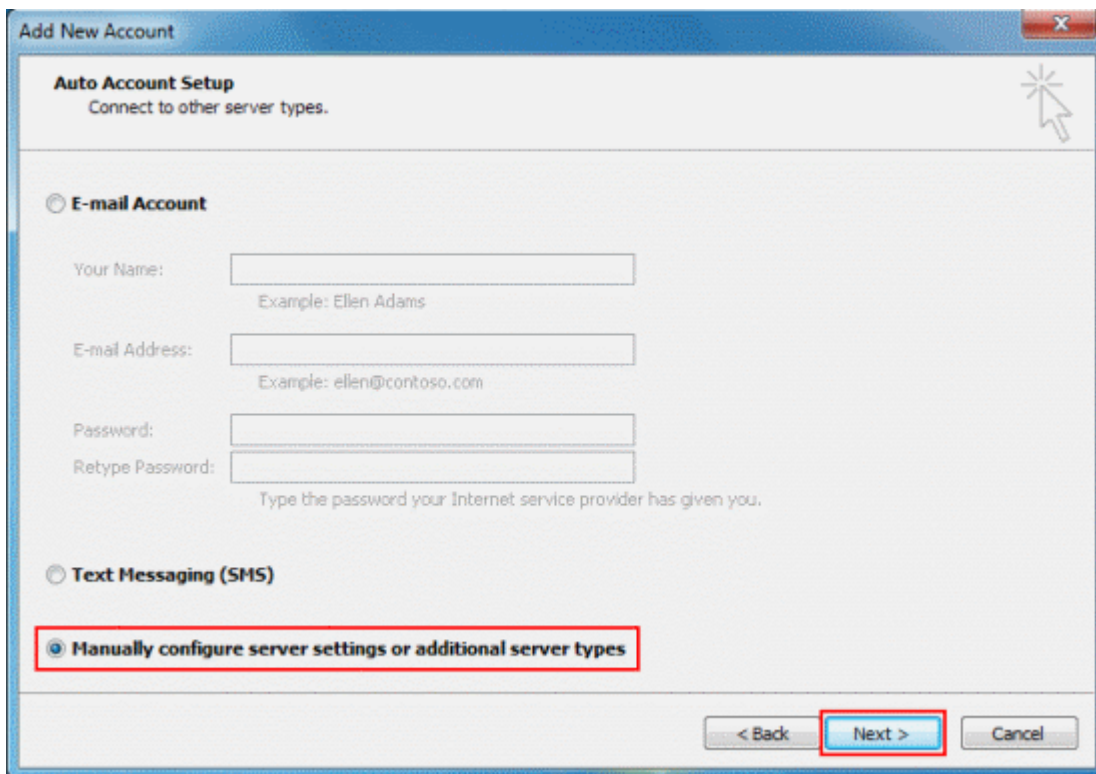 Add New Account
Auto Account Setup
Connect to other server types.
E-mail Account
Your Name:
Example: Ellen Adams
E-mail Address:
Example: ellen@contoso.com
Password:
Retype Password:
Type the password your Internet service provider has given you.
Text Messaging (SMS)
Manually configure server settings or additional server types
< Back Next > Cancel